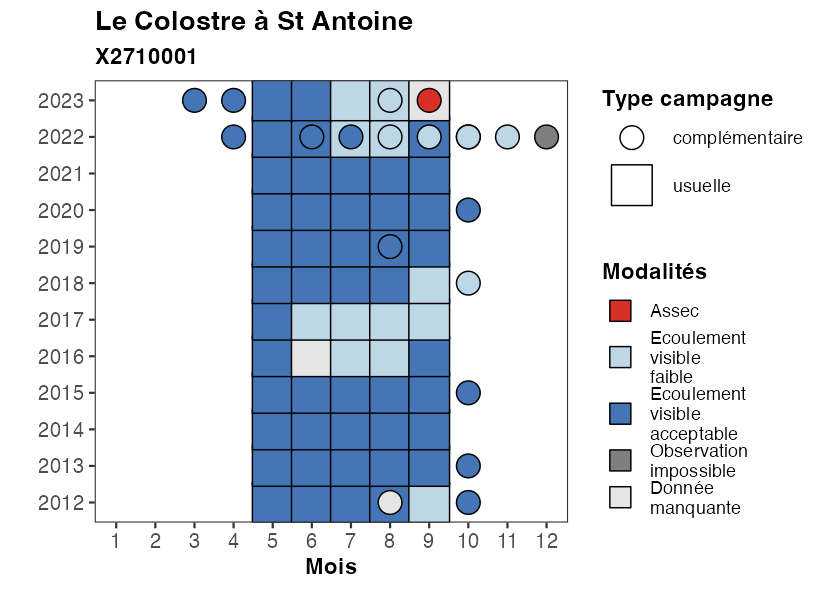 Le Colostre à St Antoine
X2710001
2023
2022
2021
2020
2019
2018
2017
2016
2015
2014
2013
2012
1 2 3 4 5 6 7 8 9 10 11 12
Mois
Type campagne
complémentaire
usuelle
Modalités
Assec
Ecoulement
visible
faible
Ecoulement
visible
acceptable
Observation
impossible
Donnée
manquante